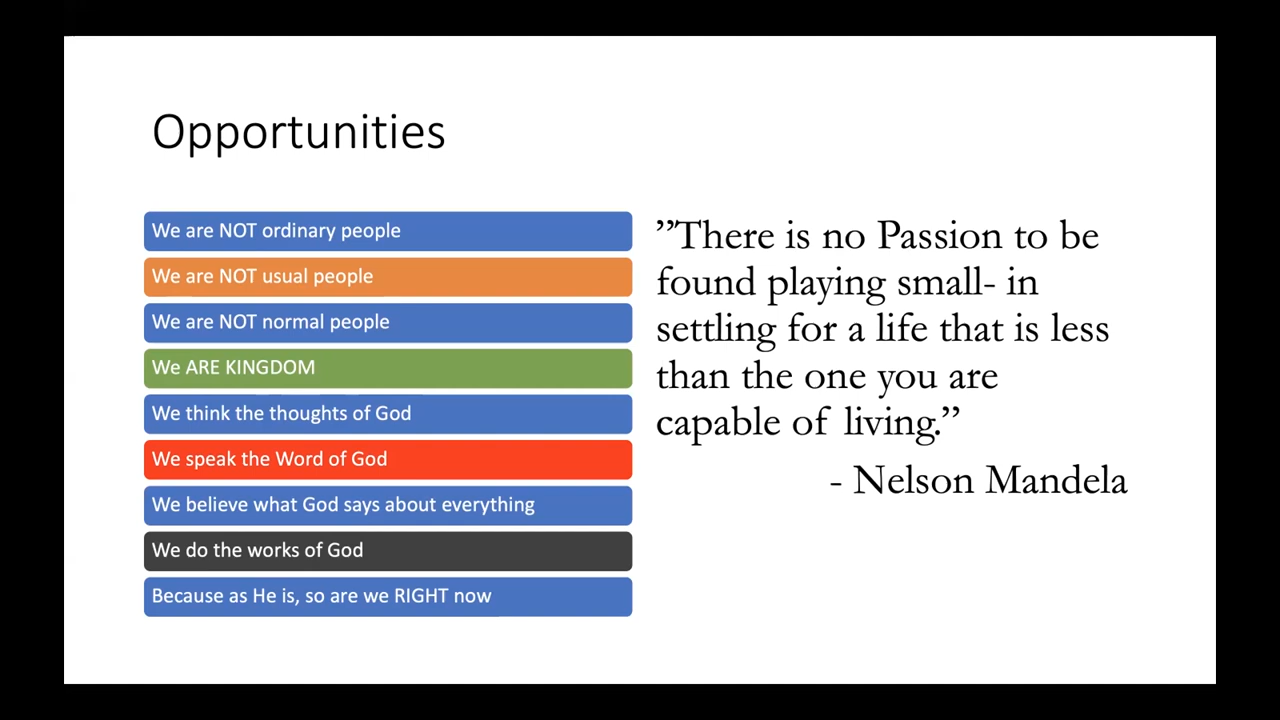 Opportunities
We are NOT ordinary people
We are NOT usual people
We are NOT normal people
We ARE KINGDOM
We think the thoughts of God
We speak the Word of God
We believe what God says about everything
We do the works of God
Because as He is, so are we RIGHT now
”There is no Passion to be
found playing small- in
settling for a life that is less
than the one you are
capable of living.”
- Nelson Mandela